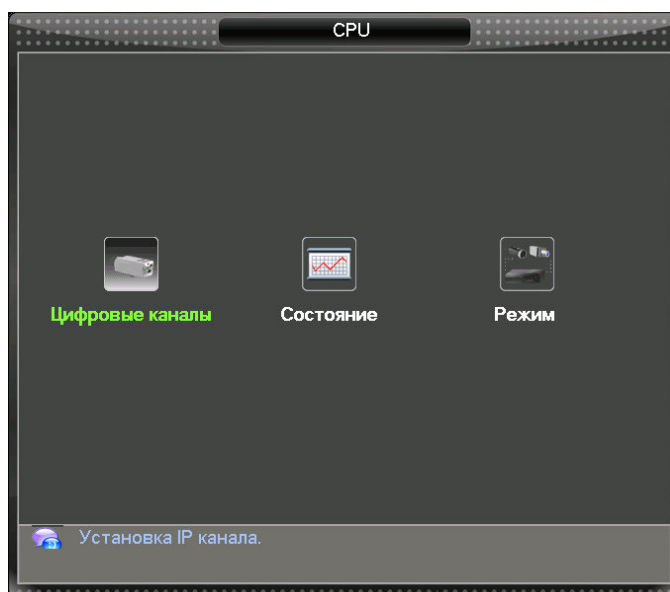 CPU
Цифровые каналы
Состояние
Режим
Установка IP канала.